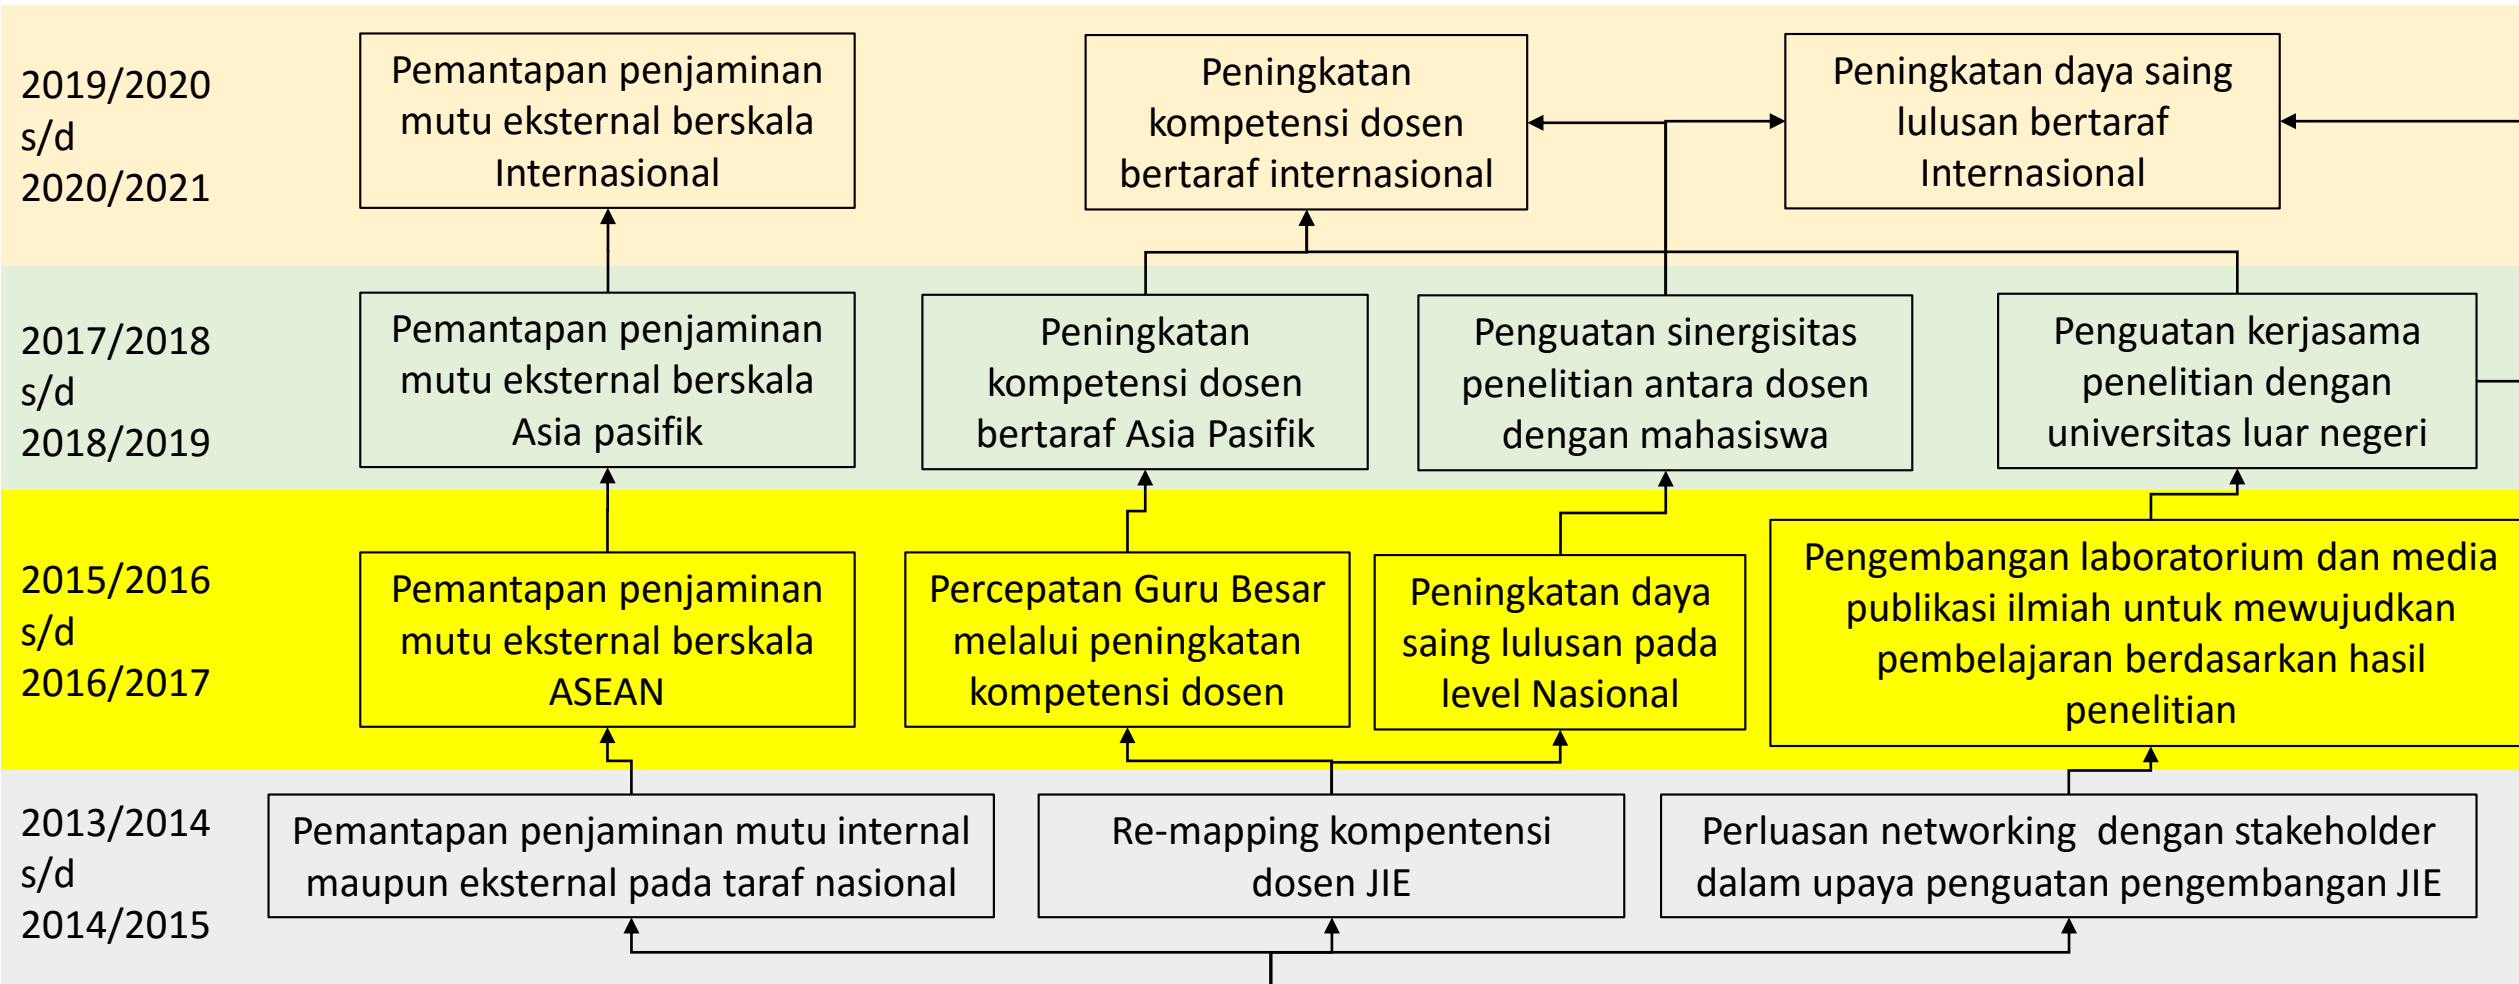 2019/2020
s/d
2020/2021
Pemantapan penjaminan
mutu eksternal berskala
Internasional
Peningkatan
kompetensi dosen
bertaraf internasional
Peningkatan daya saing
lulusan bertaraf
Internasional
2017/2018
s/d
2018/2019
Pemantapan penjaminan
mutu eksternal berskala
Asia pasifik
Peningkatan
kompetensi dosen
bertaraf Asia Pasifik
Penguatan sinergisitas
penelitian antara dosen
dengan mahasiswa
Penguatan kerjasama
penelitian dengan
universitas luar negeri
2015/2016
s/d
2016/2017
Pemantapan penjaminan
mutu eksternal berskala
ASEAN
Percepatan Guru Besar
melalui peningkatan
kompetensi dosen
Peningkatan daya
saing lulusan pada
level Nasional
Pengembangan laboratorium dan media
publikasi ilmiah untuk mewujudkan
pembelajaran berdasarkan hasil
penelitian
2013/2014
s/d
2014/2015
Pemantapan penjaminan mutu internal
maupun eksternal pada taraf nasional
Re-mapping kompentensi
dosen JIE
Perluasan networking  dengan stakeholder
dalam upaya penguatan pengembangan JIE